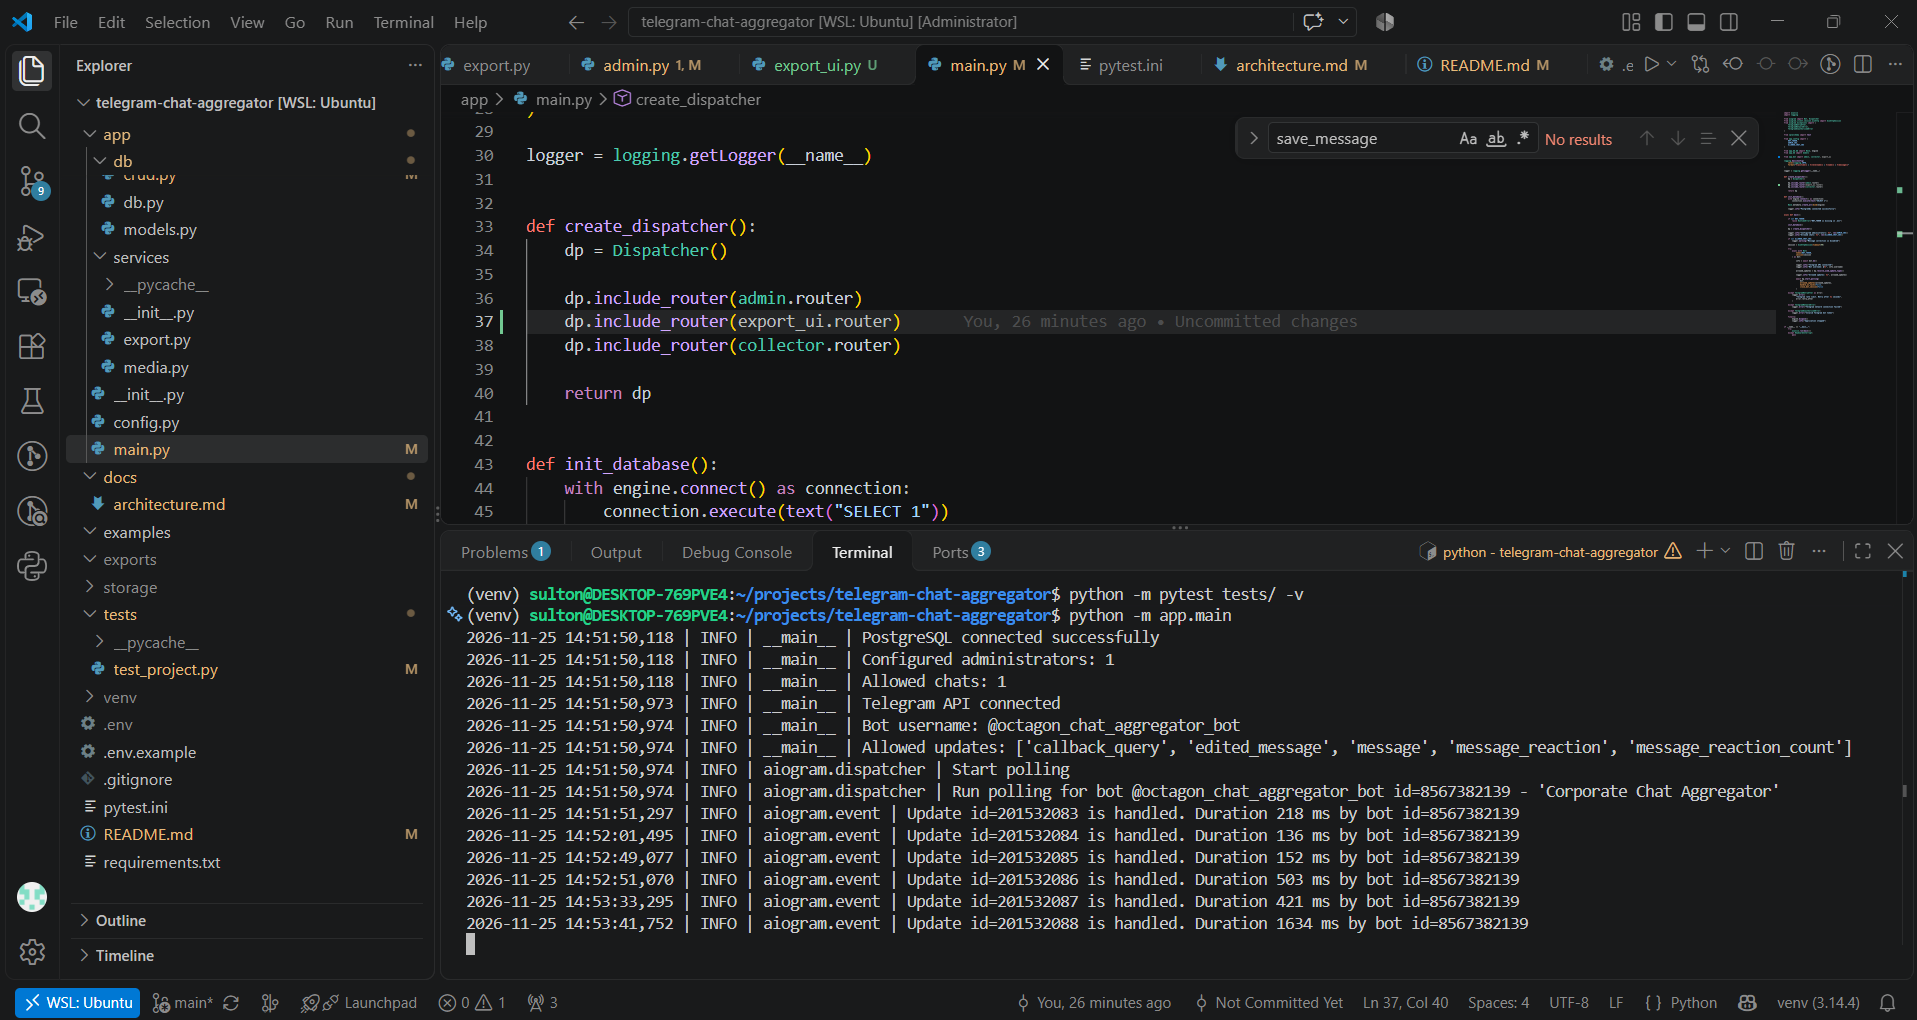 File Edit Selection View Go Run Terminal Help
telegram-chat-aggregator [WSL: Ubuntu] [Administrator]
Explorer
telegram-chat-aggregator [WSL: Ubuntu]
app
db
crud.py M
db.py
models.py
services
__pycache__
__init__.py
export.py
media.py
__init__.py
config.py
main.py M
docs
architecture.md M
examples
exports
storage
tests
__pycache__
test_project.py M
venv
.env
.env.example
.gitignore
pytest.ini
README.md M
requirements.txt
Outline
Timeline
9
export.py
admin.py 1, M
export_ui.py U
main.py M
pytest.ini
architecture.md M
README.md M
.e
app > main.py > create_dispatcher
save_message Aa ab .* No results
28 )
29
30 logger = logging.getLogger(__name__)
31
32
33 def create_dispatcher():
34 dp = Dispatcher()
35
36 dp.include_router(admin.router)
37 dp.include_router(export_ui.router) You, 26 minutes ago • Uncommitted changes
38 dp.include_router(collector.router)
39
40 return dp
41
42
43 def init_database():
44 with engine.connect() as connection:
45 connection.execute(text("SELECT 1"))
Problems 1 Output Debug Console Terminal Ports 3
python - telegram-chat-aggregator
(venv) sulton@DESKTOP-769PVE4:~/projects/telegram-chat-aggregator$ python -m pytest tests/ -v
(venv) sulton@DESKTOP-769PVE4:~/projects/telegram-chat-aggregator$ python -m app.main
2026-11-25 14:51:50,118 | INFO | __main__ | PostgreSQL connected successfully
2026-11-25 14:51:50,118 | INFO | __main__ | Configured administrators: 1
2026-11-25 14:51:50,118 | INFO | __main__ | Allowed chats: 1
2026-11-25 14:51:50,973 | INFO | __main__ | Telegram API connected
2026-11-25 14:51:50,974 | INFO | __main__ | Bot username: @octagon_chat_aggregator_bot
2026-11-25 14:51:50,974 | INFO | __main__ | Allowed updates: ['callback_query', 'edited_message', 'message', 'message_reaction', 'message_reaction_count']
2026-11-25 14:51:50,974 | INFO | aiogram.dispatcher | Start polling
2026-11-25 14:51:50,974 | INFO | aiogram.dispatcher | Run polling for bot @octagon_chat_aggregator_bot id=8567382139 - 'Corporate Chat Aggregator'
2026-11-25 14:51:51,297 | INFO | aiogram.event | Update id=201532083 is handled. Duration 218 ms by bot id=8567382139
2026-11-25 14:52:01,495 | INFO | aiogram.event | Update id=201532084 is handled. Duration 136 ms by bot id=8567382139
2026-11-25 14:52:49,077 | INFO | aiogram.event | Update id=201532085 is handled. Duration 152 ms by bot id=8567382139
2026-11-25 14:52:51,070 | INFO | aiogram.event | Update id=201532086 is handled. Duration 503 ms by bot id=8567382139
2026-11-25 14:53:33,295 | INFO | aiogram.event | Update id=201532087 is handled. Duration 421 ms by bot id=8567382139
2026-11-25 14:53:41,752 | INFO | aiogram.event | Update id=201532088 is handled. Duration 1634 ms by bot id=8567382139
WSL: Ubuntu main* Launchpad 0 1 3 You, 26 minutes ago Not Committed Yet Ln 37, Col 40 Spaces: 4 UTF-8 LF { } Python venv (3.14.4)